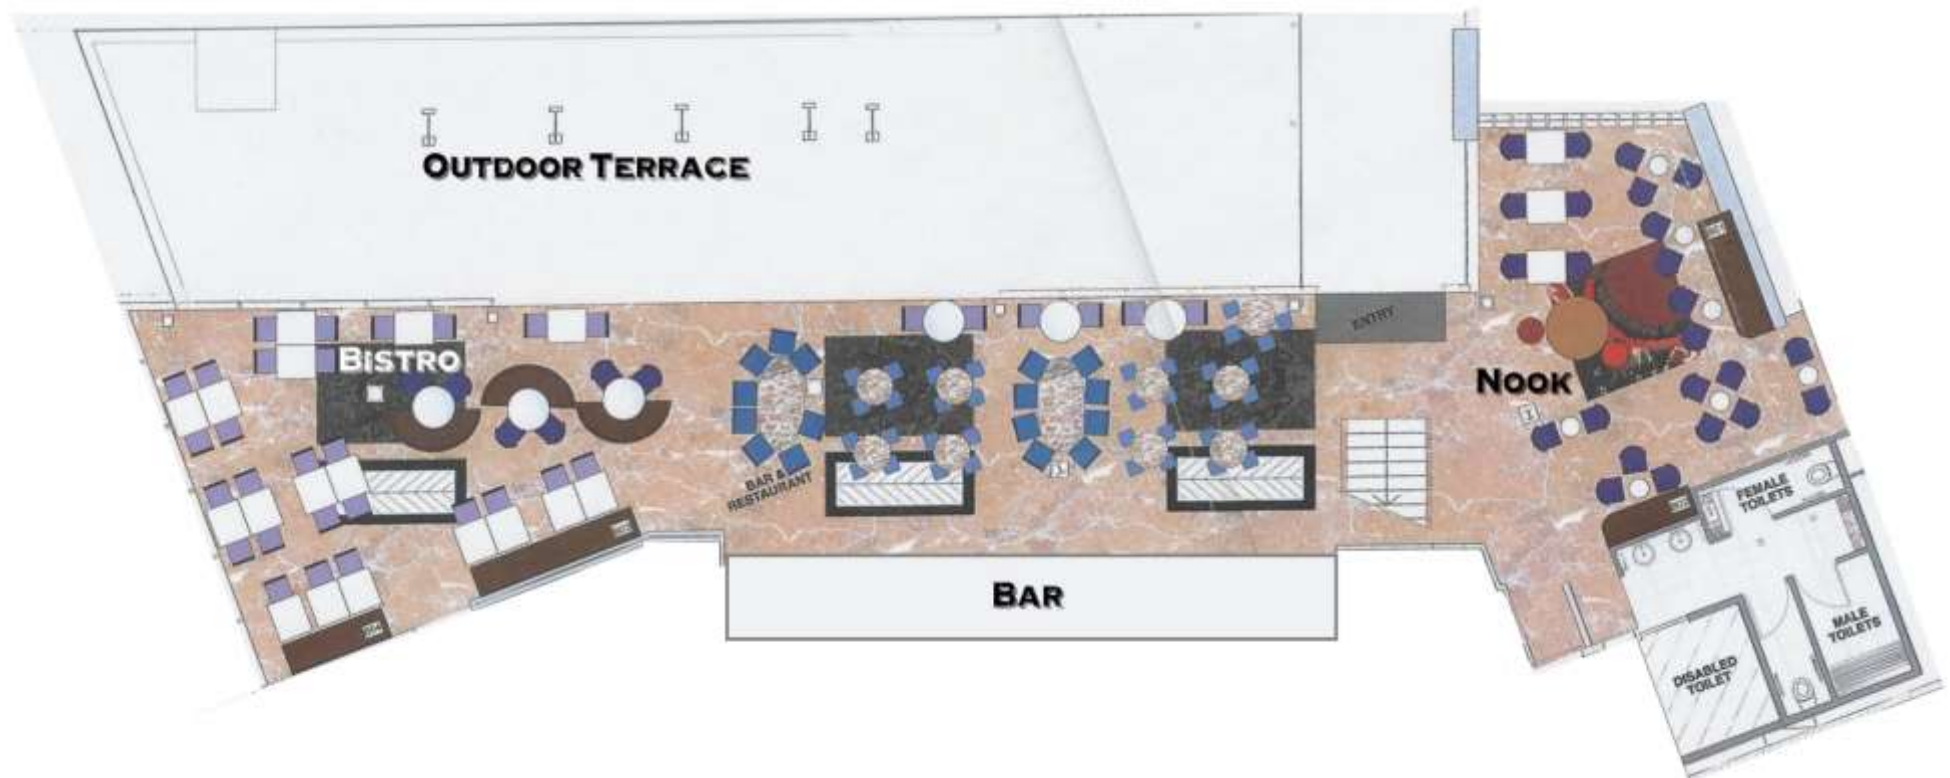 OUTDOOR TERRACE
ENTRY
BISTRO
NOOK
BAR &
RESTAURANT
FEMALE
TOILETS
BAR
MALE
TOILETS
DISABLED
TOILET